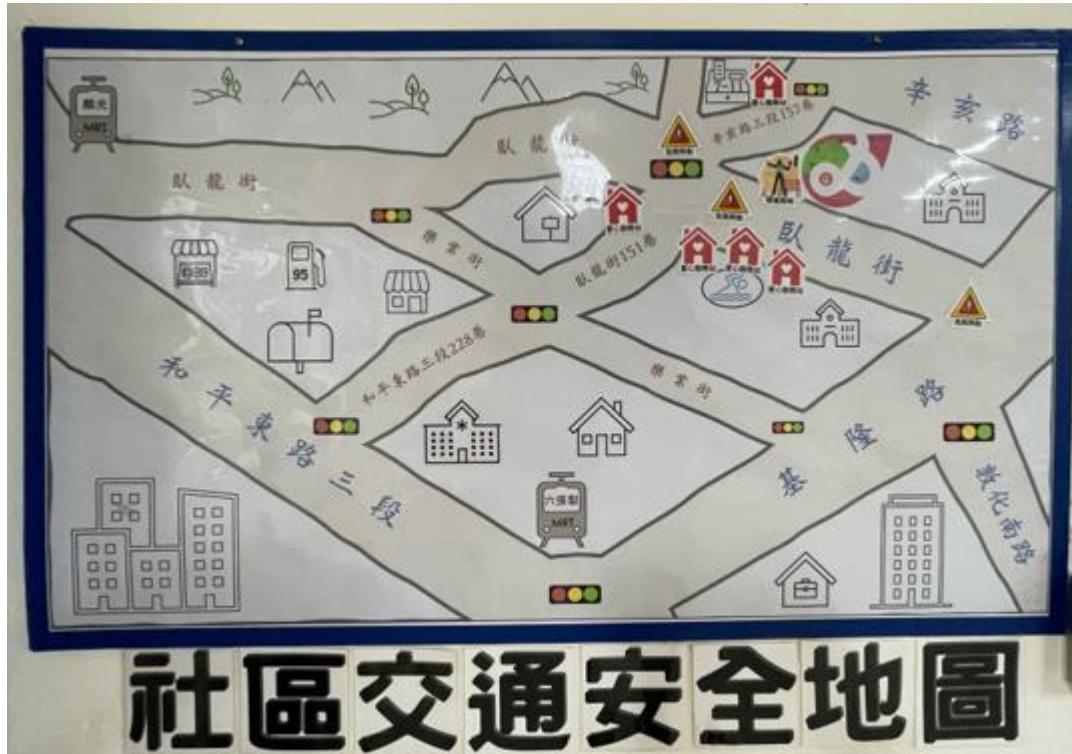 麟光
MRT
辛亥路
辛亥路三段157巷
臥龍街
臥龍街
樂業街
臥龍街151巷
臥龍街
95
和平東路三段228巷
樂業街
和平東路三段
基隆路
敦化南路
六張犁
MRT
社區交通安全地圖